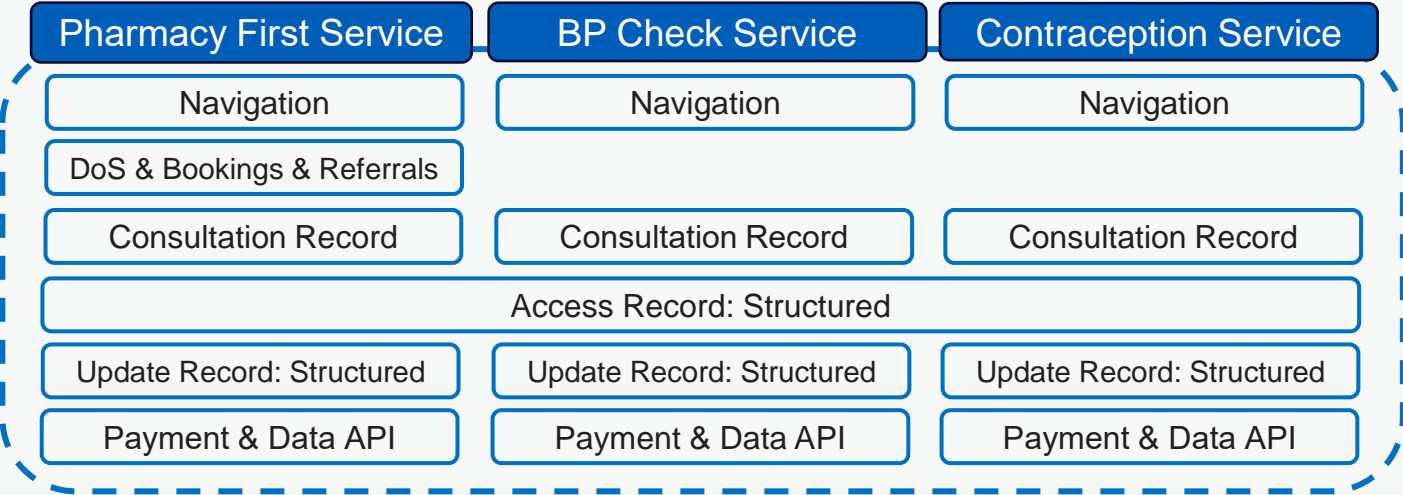 Pharmacy First Service
BP Check Service
Contraception Service
Navigation
Navigation
Navigation
DoS & Bookings & Referrals
Consultation Record
Consultation Record
Consultation Record
Access Record: Structured
Update Record: Structured
Update Record: Structured
Update Record: Structured
Payment & Data API
Payment & Data API
Payment & Data API